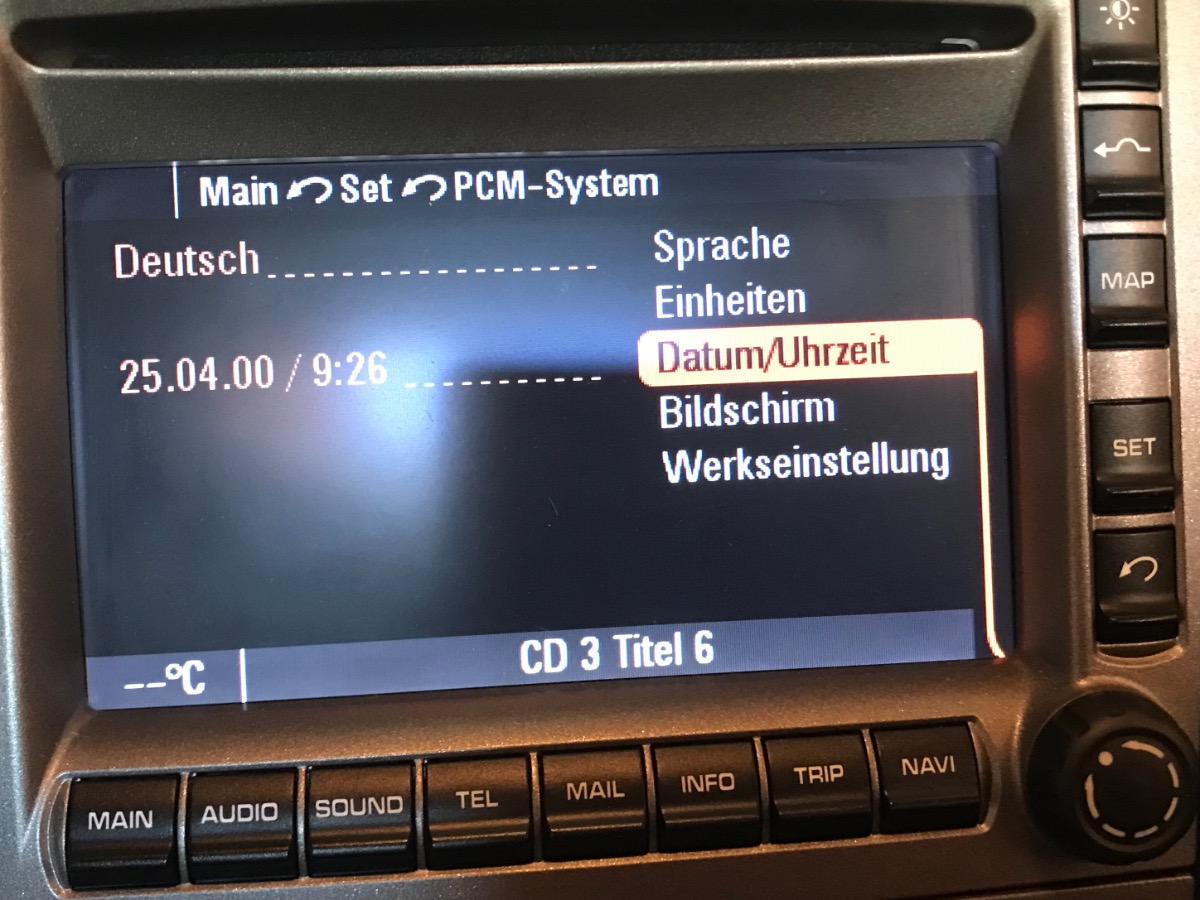 Main Set PCM-System
Deutsch
Sprache
Einheiten
25.04.00 / 9:26
Datum/Uhrzeit
Bildschirm
Werkseinstellung
--°C
CD 3 Titel 6
MAP
SET
MAIN
AUDIO
SOUND
TEL
MAIL
INFO
TRIP
NAVI